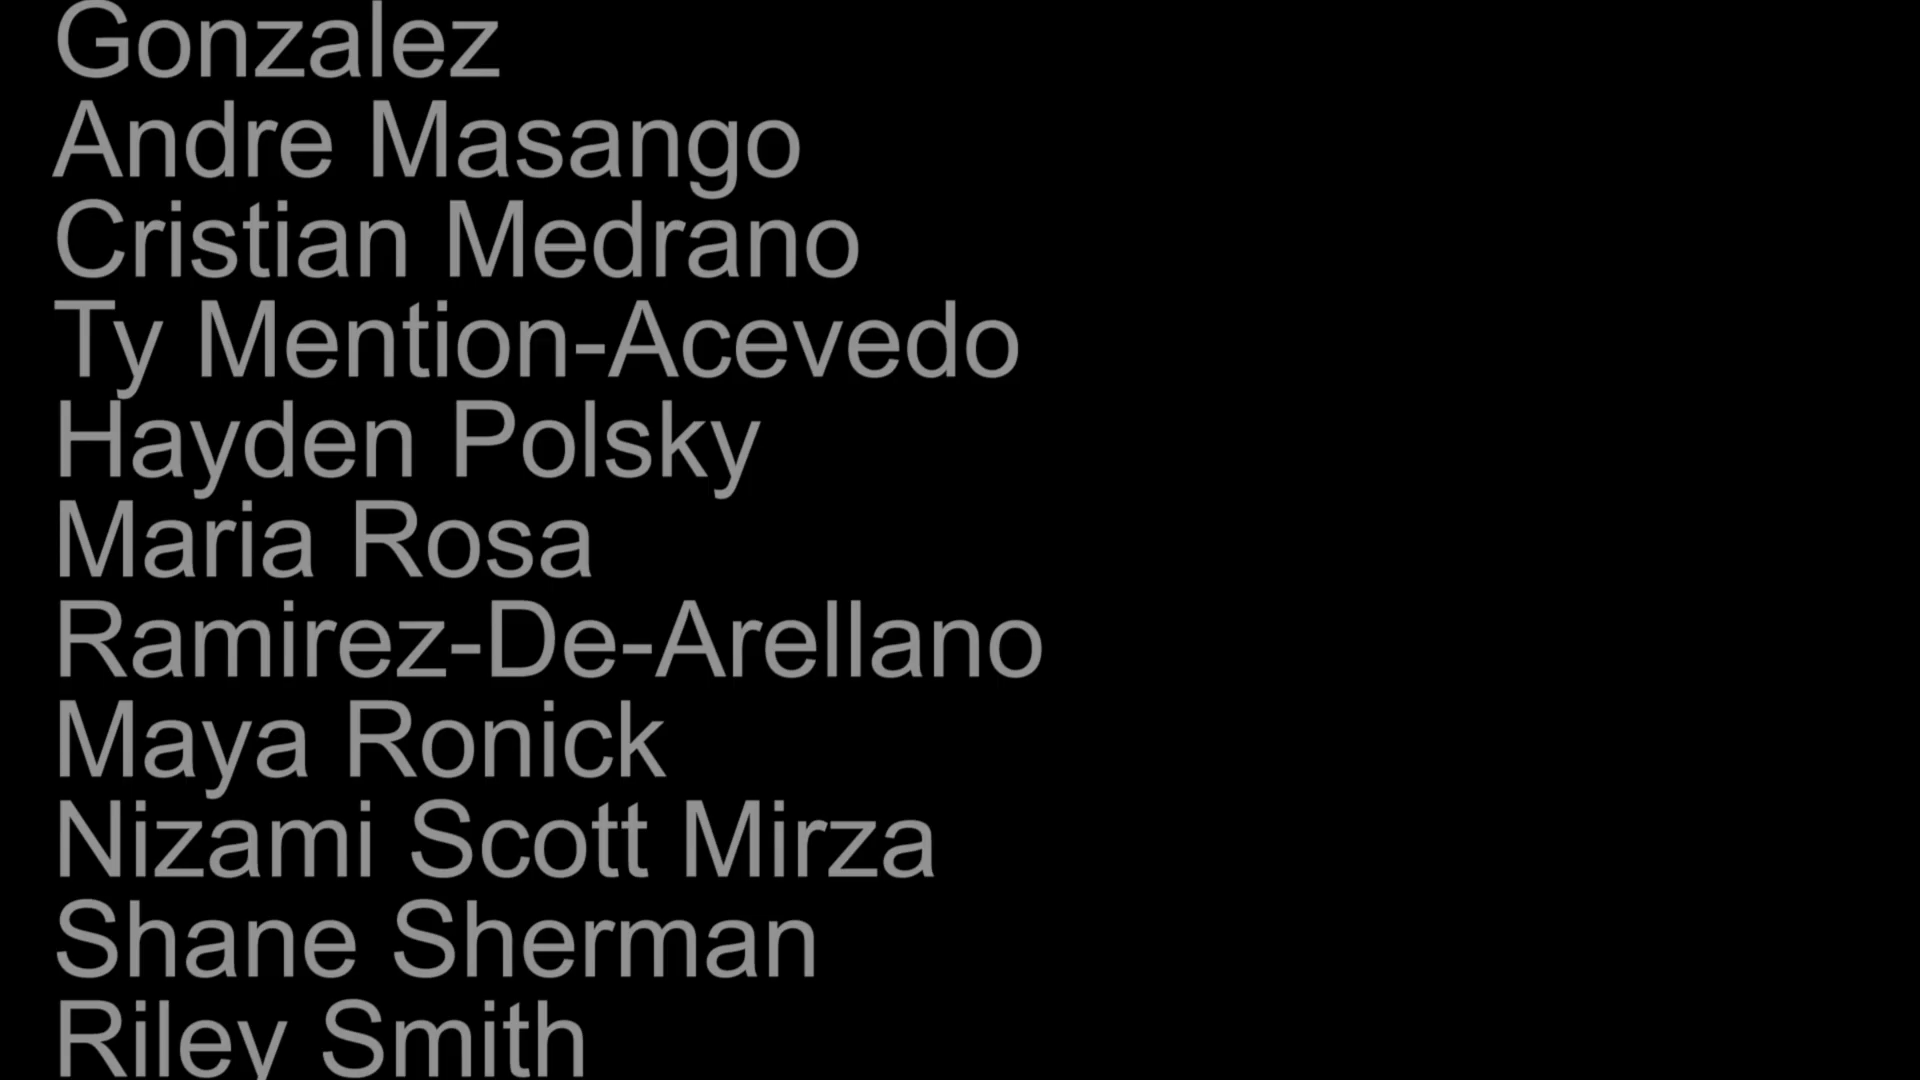 Gonzalez
Andre Masango
Cristian Medrano
Ty Mention-Acevedo
Hayden Polsky
Maria Rosa
Ramirez-De-Arellano
Maya Ronick
Nizami Scott Mirza
Shane Sherman
Riley Smith